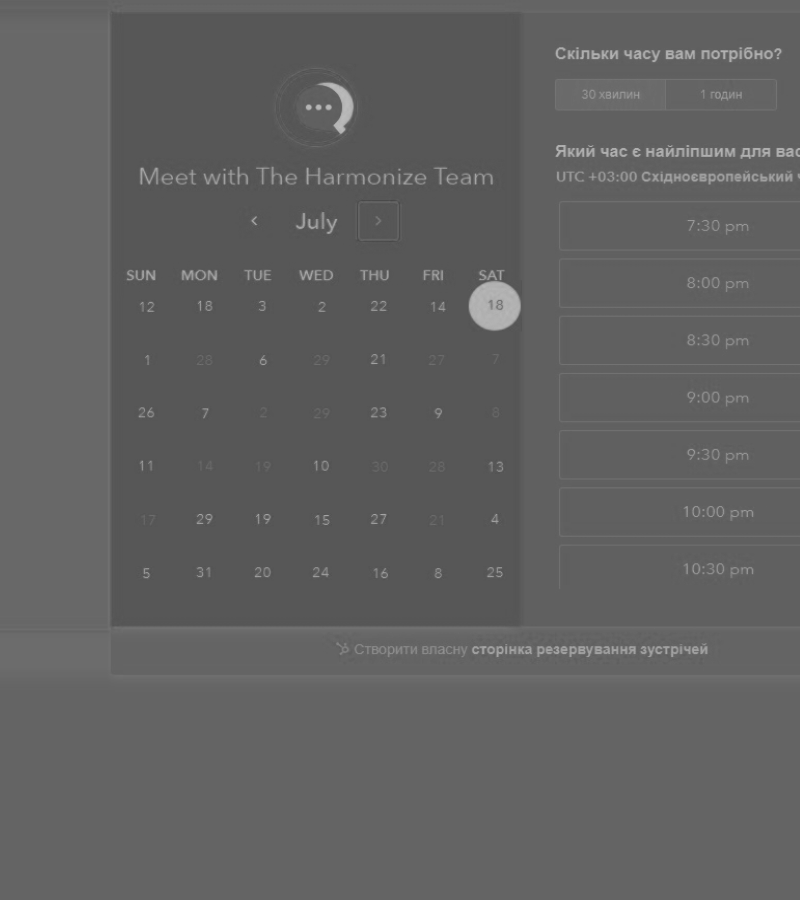 Meet with The Harmonize Team
July
SUN MON TUE WED THU FRI SAT
12 18 3 2 22 14 18
1 28 6 29 21 27 7
26 7 2 29 23 9 8
11 14 19 10 30 28 13
17 29 19 15 27 21 4
5 31 20 24 16 8 25
Скільки часу вам потрібно?
30 хвилин 1 годин
Який час є найліпшим для вас
UTC +03:00 Східноєвропейський
7:30 pm
8:00 pm
8:30 pm
9:00 pm
9:30 pm
10:00 pm
10:30 pm
Створити власну сторінка резервування зустрічей